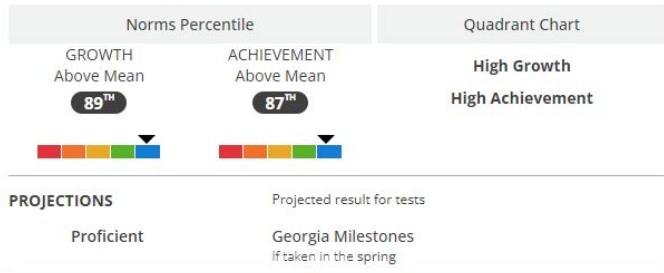 Norms Percentile
Quadrant Chart
GROWTH
Above Mean
89TH
ACHIEVEMENT
Above Mean
87TH
High Growth
High Achievement
PROJECTIONS
Projected result for tests
Proficient
Georgia Milestones
If taken in the spring